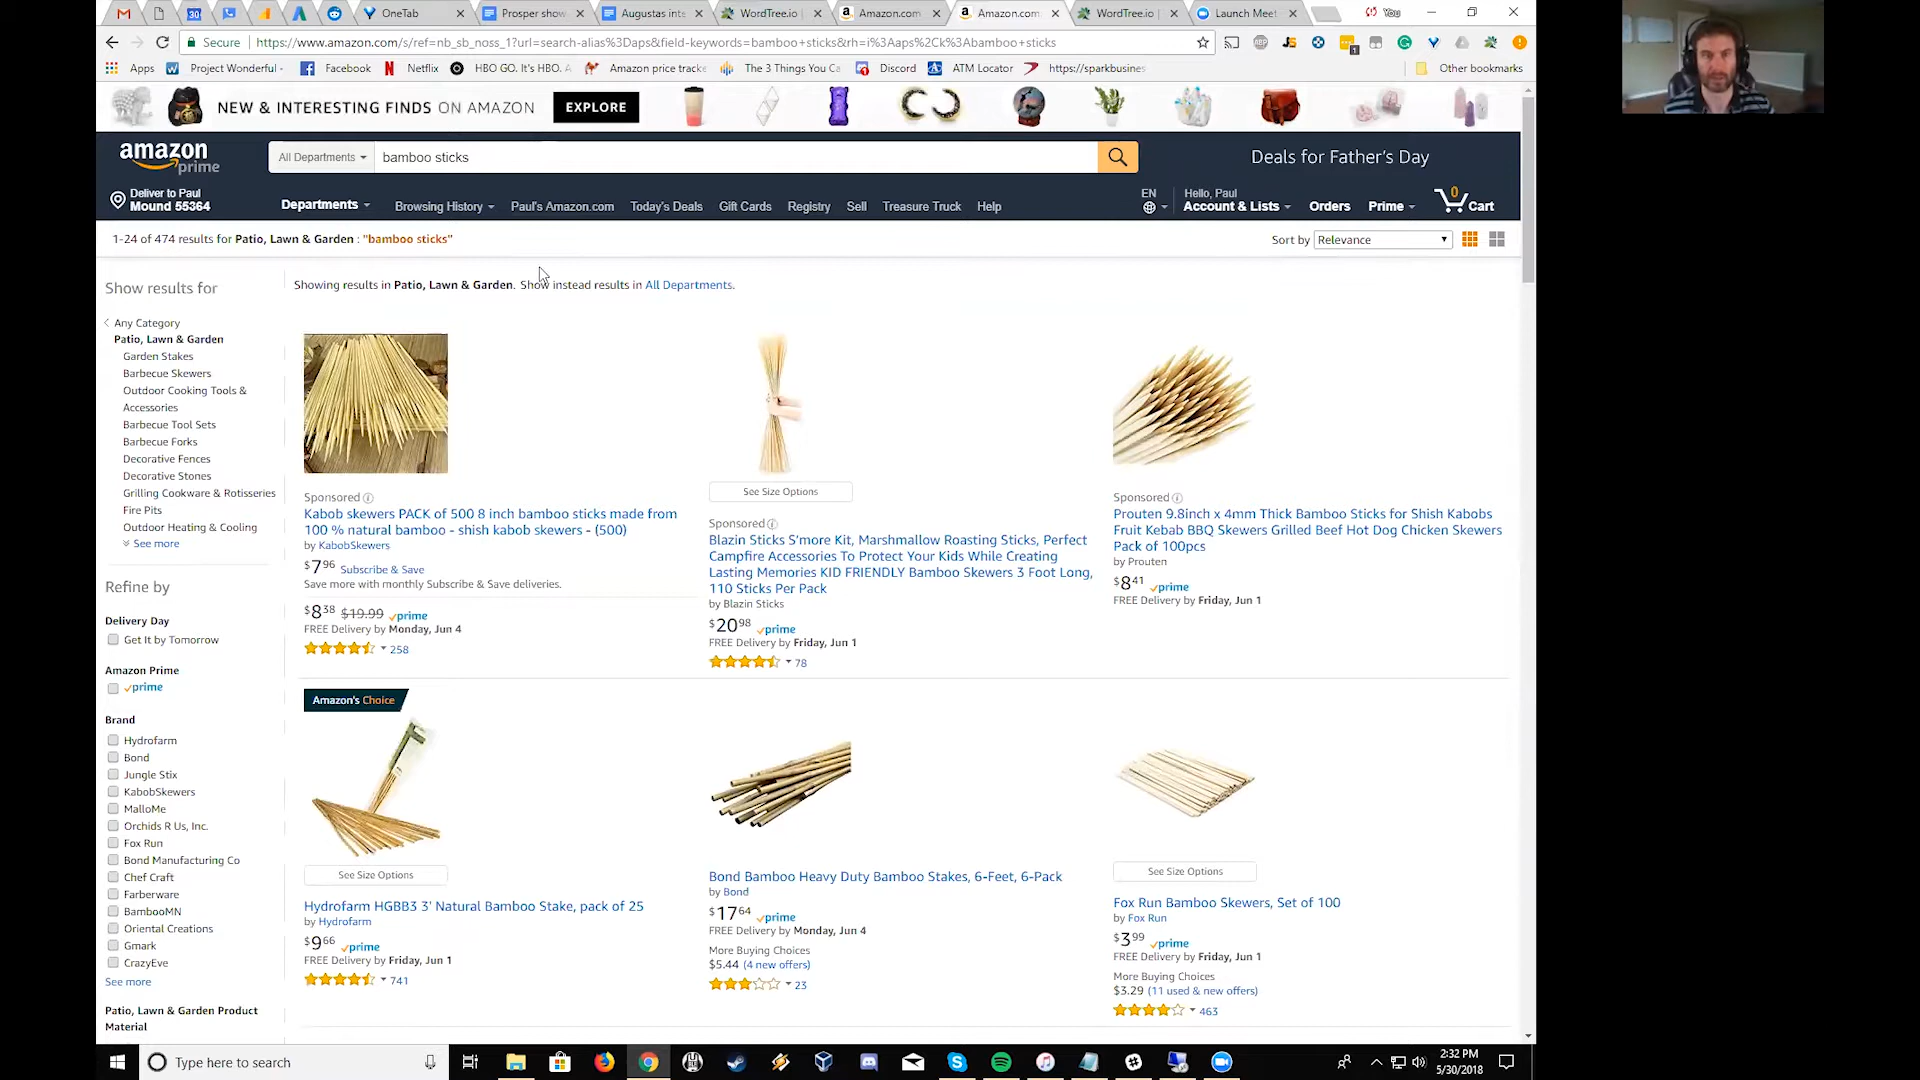 OneTab
Prosper show
Augustas ints
WordTree.io |
Amazon.com
Amazon.com
WordTree.io |
Launch Meet
You
Secure
https://www.amazon.com/s/ref=nb_sb_noss_1?url=search-alias%3Daps&field-keywords=bamboo+sticks&rh=i%3Aaps%2Ck%3Abamboo+sticks
Apps
Project Wonderful -
Facebook
Netflix
HBO GO. It's HBO. A
Amazon price tracke
The 3 Things You Ca
Discord
ATM Locator
https://sparkbusines
Other bookmarks
NEW & INTERESTING FINDS ON AMAZON
EXPLORE
amazon
prime
All Departments
bamboo sticks
Deals for Father's Day
Deliver to Paul
Mound 55364
Departments
Browsing History
Paul's Amazon.com
Today's Deals
Gift Cards
Registry
Sell
Treasure Truck
Help
EN
Hello, Paul
Account & Lists
Orders
Prime
0
Cart
1-24 of 474 results for Patio, Lawn & Garden : "bamboo sticks"
Sort by
Relevance
Showing results in Patio, Lawn & Garden. Show instead results in All Departments.
Show results for
Any Category
Patio, Lawn & Garden
Garden Stakes
Barbecue Skewers
Outdoor Cooking Tools &
Accessories
Barbecue Tool Sets
Barbecue Forks
Decorative Fences
Decorative Stones
Grilling Cookware & Rotisseries
Fire Pits
Outdoor Heating & Cooling
See more
Refine by
Delivery Day
Get It by Tomorrow
Amazon Prime
prime
Brand
Hydrofarm
Bond
Jungle Stix
KabobSkewers
MalloMe
Orchids R Us, Inc.
Fox Run
Bond Manufacturing Co
Chef Craft
Farberware
BambooMN
Oriental Creations
Gmark
CrazyEve
See more
Patio, Lawn & Garden Product
Material
Sponsored
Kabob skewers PACK of 500 8 inch bamboo sticks made from
100 % natural bamboo - shish kabob skewers - (500)
by KabobSkewers
$7 96 Subscribe & Save
Save more with monthly Subscribe & Save deliveries.
$8 38 $19.99 prime
FREE Delivery by Monday, Jun 4
258
See Size Options
Sponsored
Blazin Sticks S'more Kit, Marshmallow Roasting Sticks, Perfect
Campfire Accessories To Protect Your Kids While Creating
Lasting Memories KID FRIENDLY Bamboo Skewers 3 Foot Long,
110 Sticks Per Pack
by Blazin Sticks
$20 98 prime
FREE Delivery by Friday, Jun 1
78
Sponsored
Prouten 9.8inch x 4mm Thick Bamboo Sticks for Shish Kabobs
Fruit Kebab BBQ Skewers Grilled Beef Hot Dog Chicken Skewers
Pack of 100pcs
by Prouten
$8 41 prime
FREE Delivery by Friday, Jun 1
Amazon's Choice
See Size Options
Hydrofarm HGBB3 3' Natural Bamboo Stake, pack of 25
by Hydrofarm
$9 66 prime
FREE Delivery by Friday, Jun 1
741
Bond Bamboo Heavy Duty Bamboo Stakes, 6-Feet, 6-Pack
by Bond
$17 64 prime
FREE Delivery by Monday, Jun 4
More Buying Choices
$5.44 (4 new offers)
23
See Size Options
Fox Run Bamboo Skewers, Set of 100
by Fox Run
$3 99 prime
FREE Delivery by Friday, Jun 1
More Buying Choices
$3.29 (11 used & new offers)
463
Type here to search
2:32 PM
5/30/2018